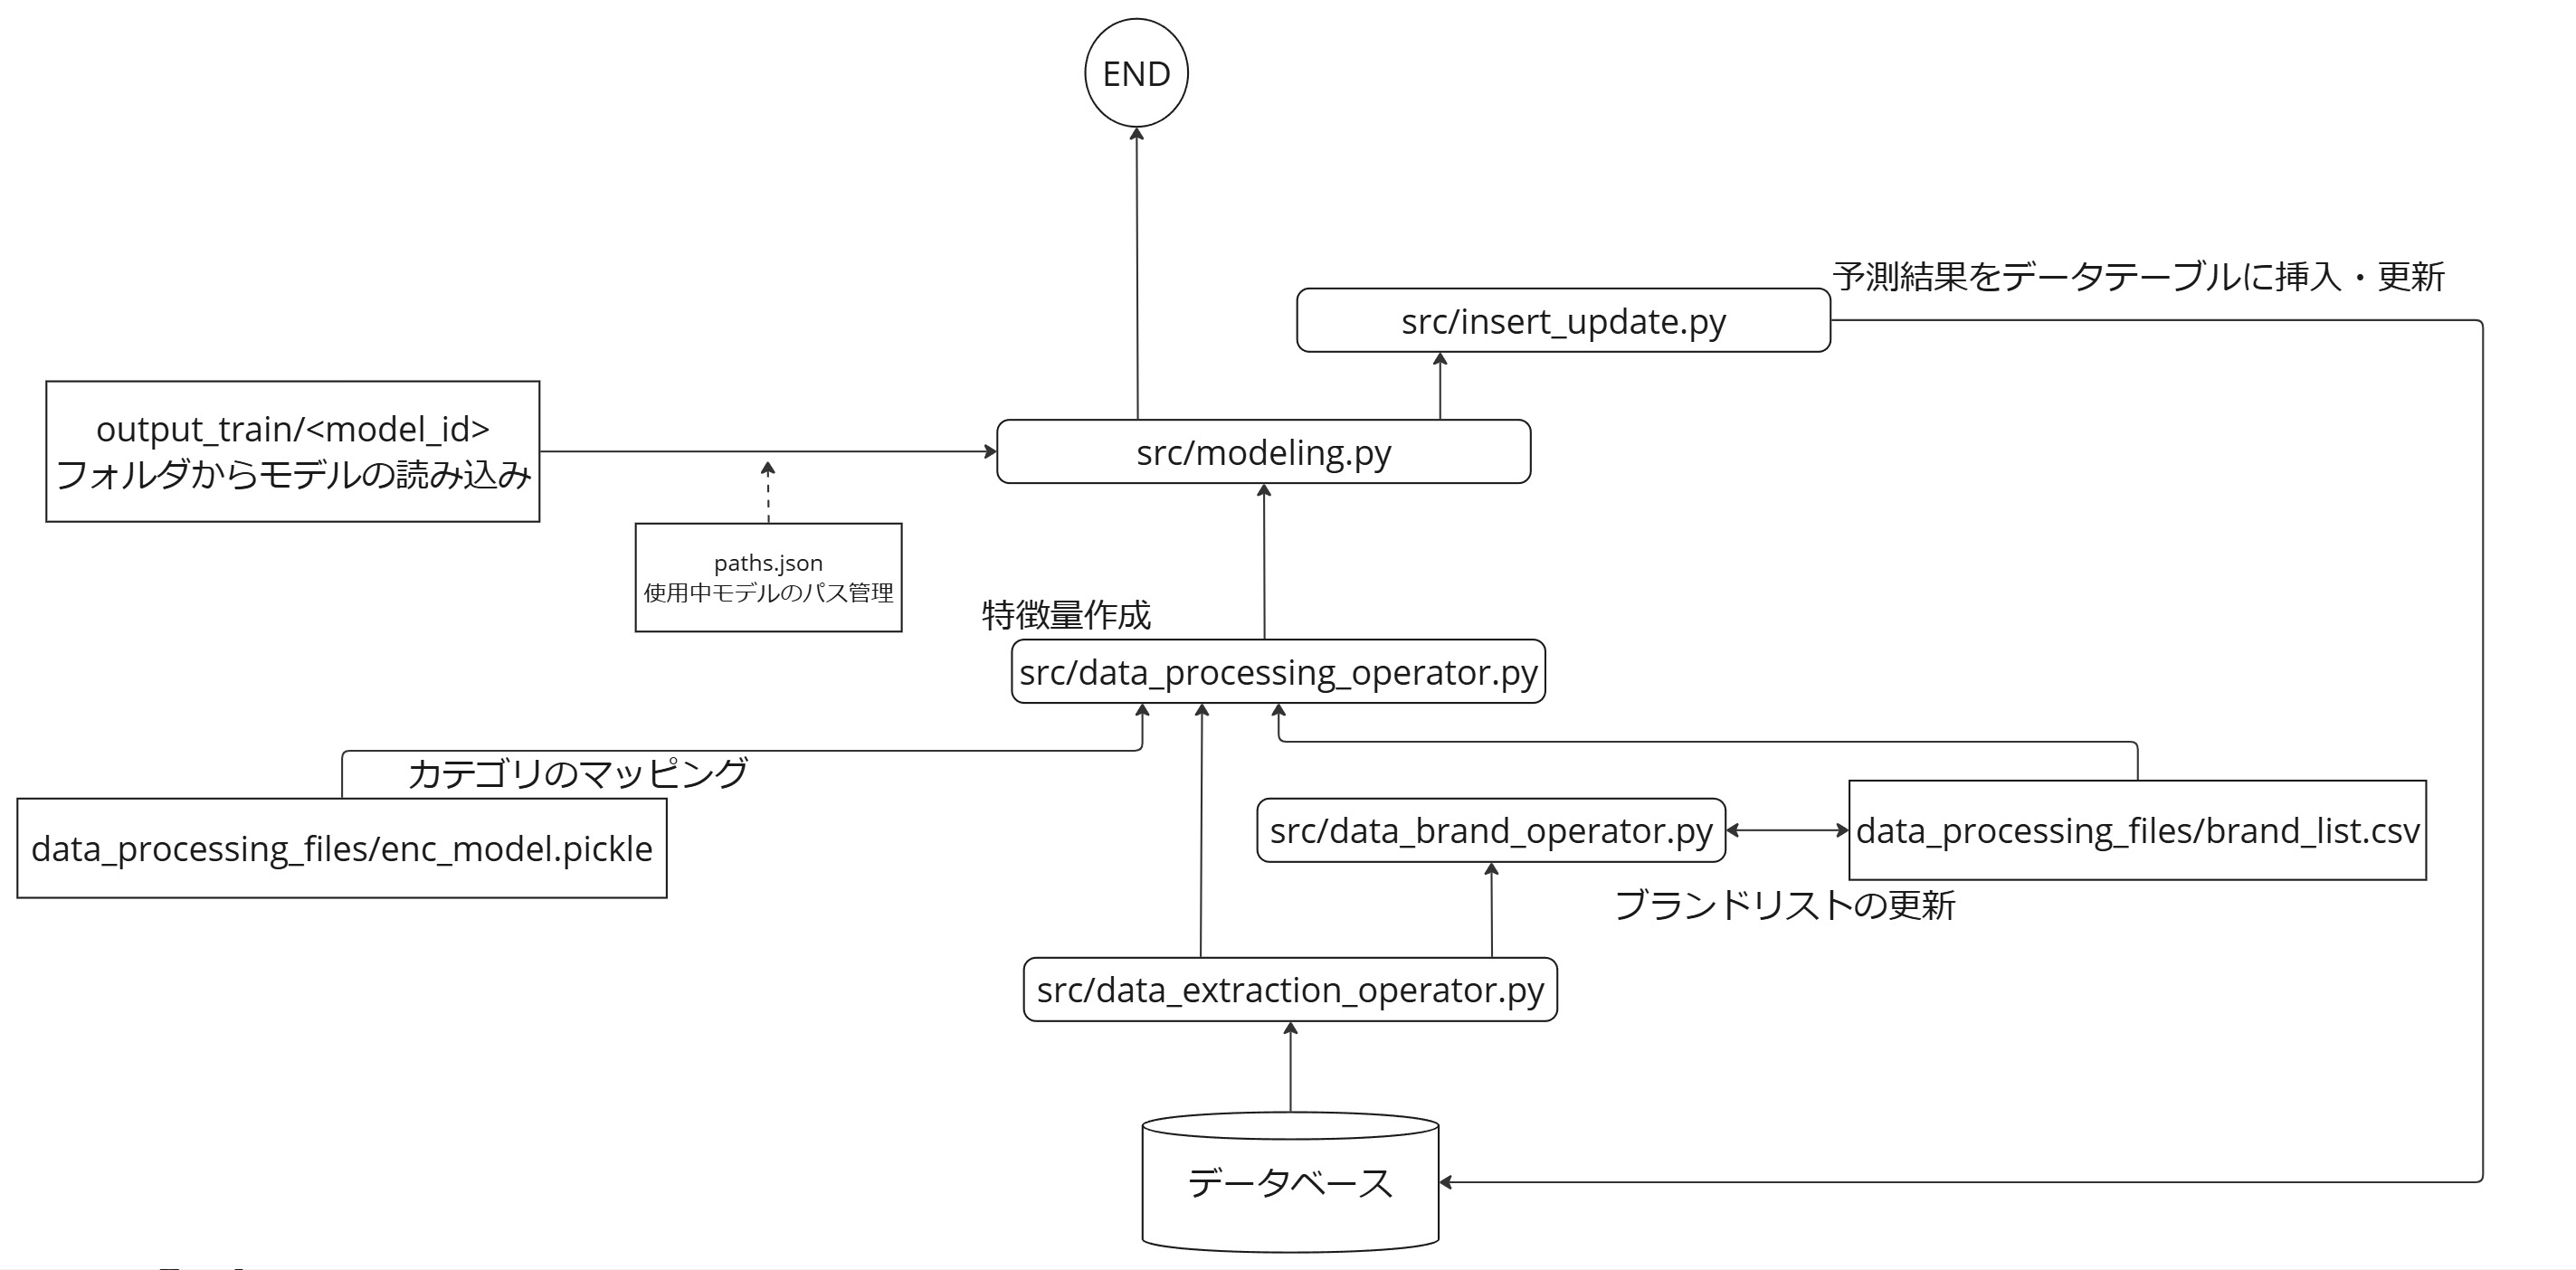 END
予測結果をデータテーブルに挿入・更新
src/insert_update.py
output_train/<model_id>
フォルダからモデルの読み込み
src/modeling.py
paths.json
使用中モデルのパス管理
特徴量作成
src/data_processing_operator.py
カテゴリのマッピング
data_processing_files/enc_model.pickle
src/data_brand_operator.py
data_processing_files/brand_list.csv
ブランドリストの更新
src/data_extraction_operator.py
データベース